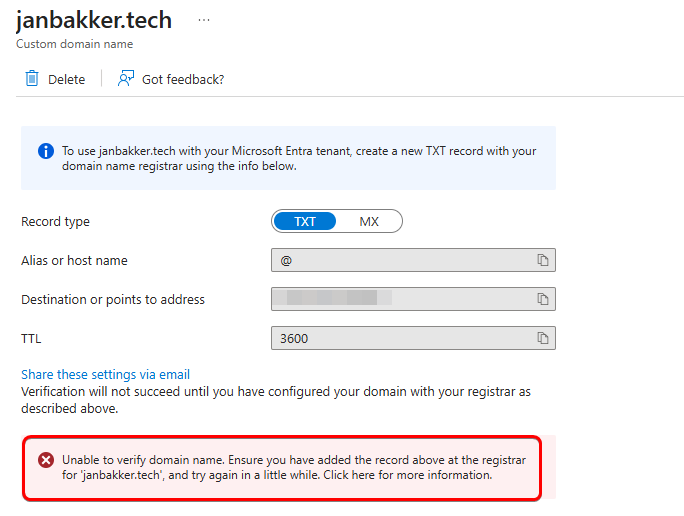 janbakker.tech ...
Custom domain name
Delete Got feedback?
To use janbakker.tech with your Microsoft Entra tenant, create a new TXT record with your
domain name registrar using the info below.
Record type TXT MX
Alias or host name @
Destination or points to address
TTL 3600
Share these settings via email
Verification will not succeed until you have configured your domain with your registrar as
described above.
Unable to verify domain name. Ensure you have added the record above at the registrar
for 'janbakker.tech', and try again in a little while. Click here for more information.